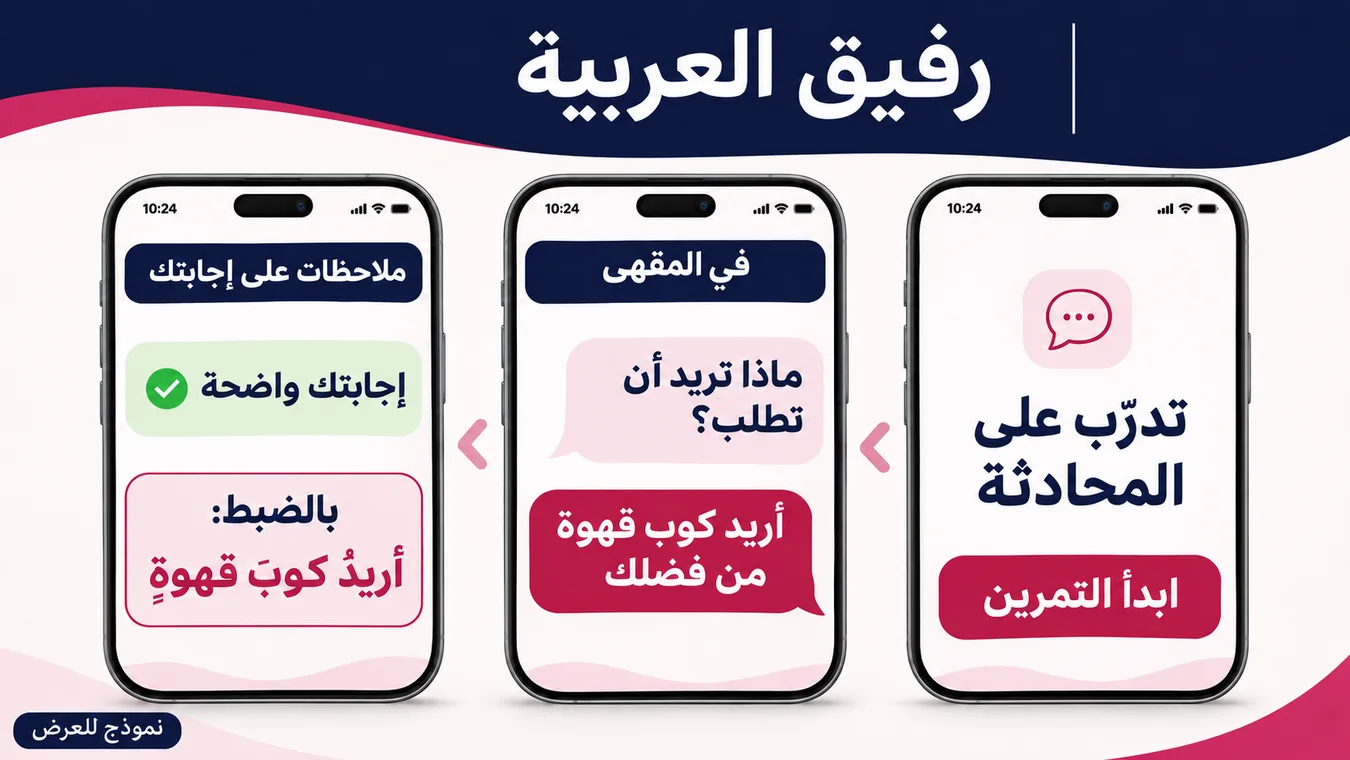 رفيق العربية
10:24
تدرّب على
المحادثة
ابدأ التمرين
10:24
في المقهى
ماذا تريد أن
تطلب؟
أريد كوب قهوة
من فضلك
10:24
ملاحظات على إجابتك
إجابتك واضحة
بالضبط:
أريدُ كوبَ قهوةٍ
نموذج للعرض